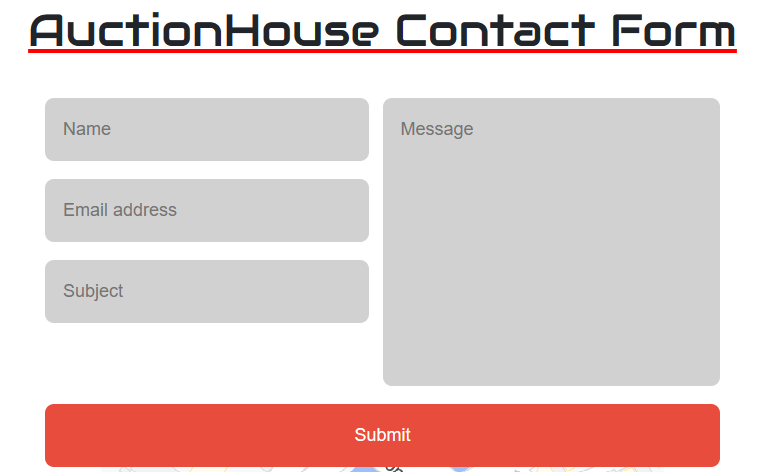 AuctionHouse Contact Form
Name
Email address
Subject
Message
Submit